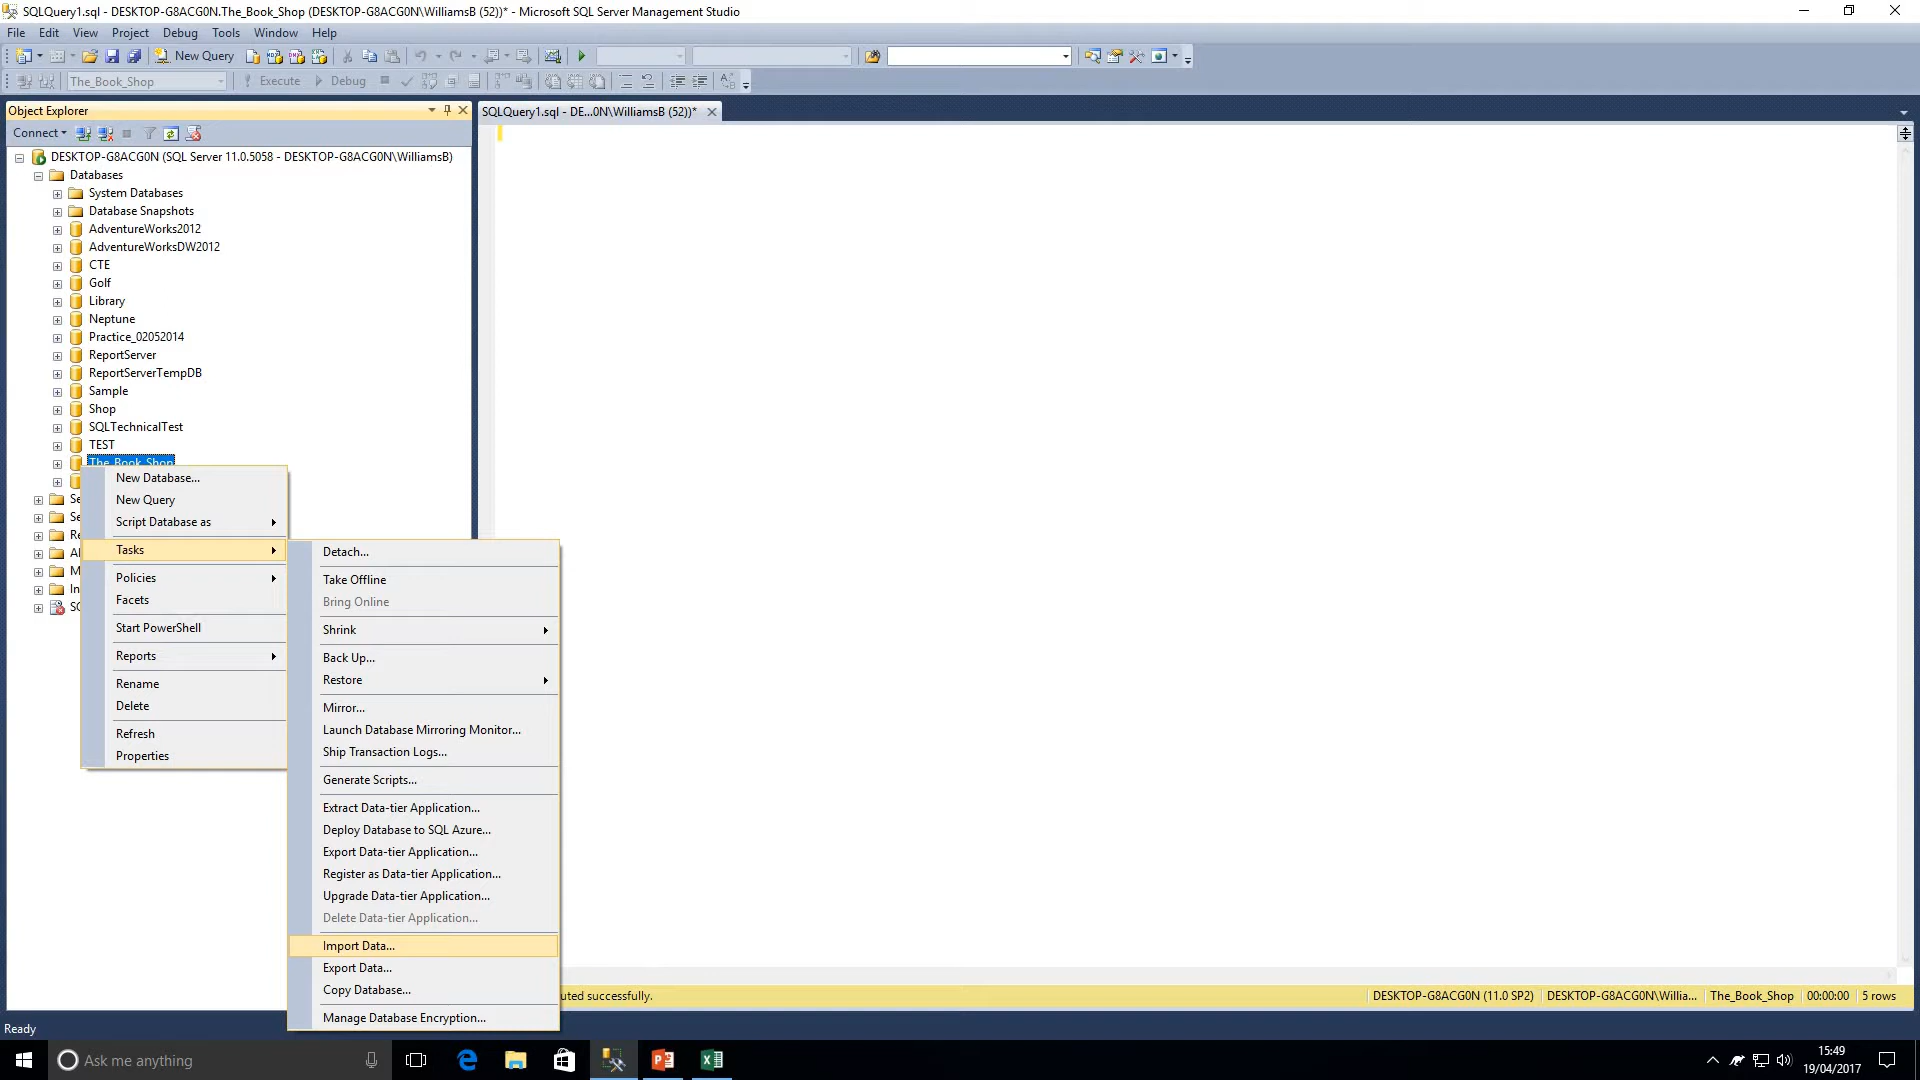 SQLQuery1.sql - DESKTOP-G8ACG0N.The_Book_Shop (DESKTOP-G8ACG0N\WilliamsB (52))* - Microsoft SQL Server Management Studio
File Edit View Project Debug Tools Window Help
New Query
The_Book_Shop Execute Debug
Object Explorer
SQLQuery1.sql - DE...0N\WilliamsB (52))*
Connect
DESKTOP-G8ACG0N (SQL Server 11.0.5058 - DESKTOP-G8ACG0N\WilliamsB)
Databases
System Databases
Database Snapshots
AdventureWorks2012
AdventureWorksDW2012
CTE
Golf
Library
Neptune
Practice_02052014
ReportServer
ReportServerTempDB
Sample
Shop
SQLTechnicalTest
TEST
The_Book_Shop
Se
Se
Re
Al
M
In
SQ
New Database...
New Query
Script Database as
Tasks
Policies
Facets
Start PowerShell
Reports
Rename
Delete
Refresh
Properties
Detach...
Take Offline
Bring Online
Shrink
Back Up...
Restore
Mirror...
Launch Database Mirroring Monitor...
Ship Transaction Logs...
Generate Scripts...
Extract Data-tier Application...
Deploy Database to SQL Azure...
Export Data-tier Application...
Register as Data-tier Application...
Upgrade Data-tier Application...
Delete Data-tier Application...
Import Data...
Export Data...
Copy Database...
Manage Database Encryption...
uted successfully.
DESKTOP-G8ACG0N (11.0 SP2) DESKTOP-G8ACG0N\Willia... The_Book_Shop 00:00:00 5 rows
Ready
Ask me anything
15:49
19/04/2017